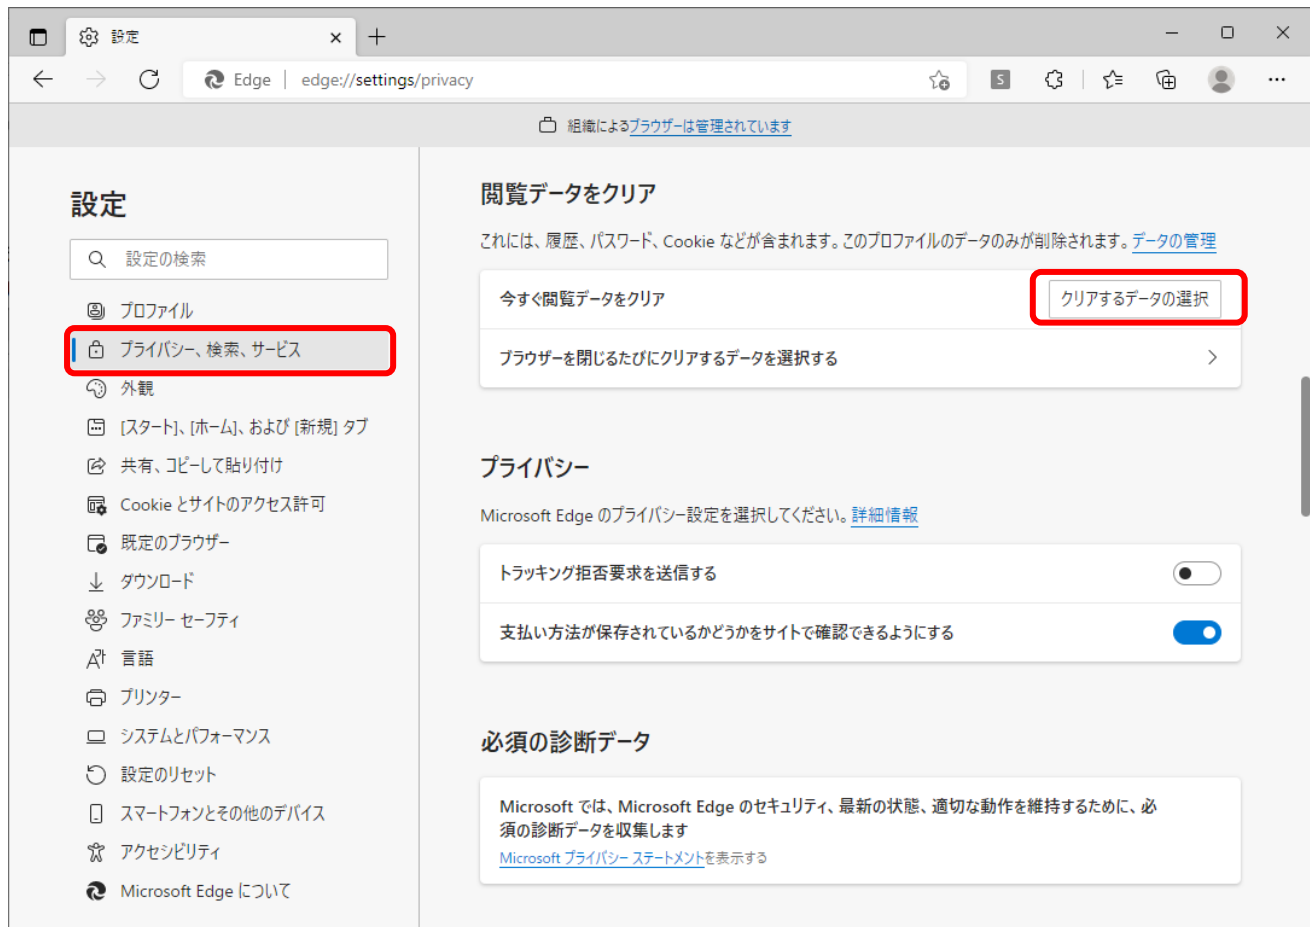 設定
Edge
edge://settings/privacy
S
組織によるブラウザーは管理されています
設定
設定の検索
プロファイル
プライバシー、検索、サービス
外観
[スタート]、[ホーム]、および [新規] タブ
共有、コピーして貼り付け
Cookie とサイトのアクセス許可
既定のブラウザー
ダウンロード
ファミリー セーフティ
言語
プリンター
システムとパフォーマンス
設定のリセット
スマートフォンとその他のデバイス
アクセシビリティ
Microsoft Edge について
閲覧データをクリア
これには、履歴、パスワード、Cookie などが含まれます。このプロファイルのデータのみが削除されます。データの管理
今すぐ閲覧データをクリア
クリアするデータの選択
ブラウザーを閉じるたびにクリアするデータを選択する
プライバシー
Microsoft Edge のプライバシー設定を選択してください。詳細情報
トラッキング拒否要求を送信する
支払い方法が保存されているかどうかをサイトで確認できるようにする
必須の診断データ
Microsoft では、Microsoft Edge のセキュリティ、最新の状態、適切な動作を維持するために、必
須の診断データを収集します
Microsoft プライバシー ステートメントを表示する